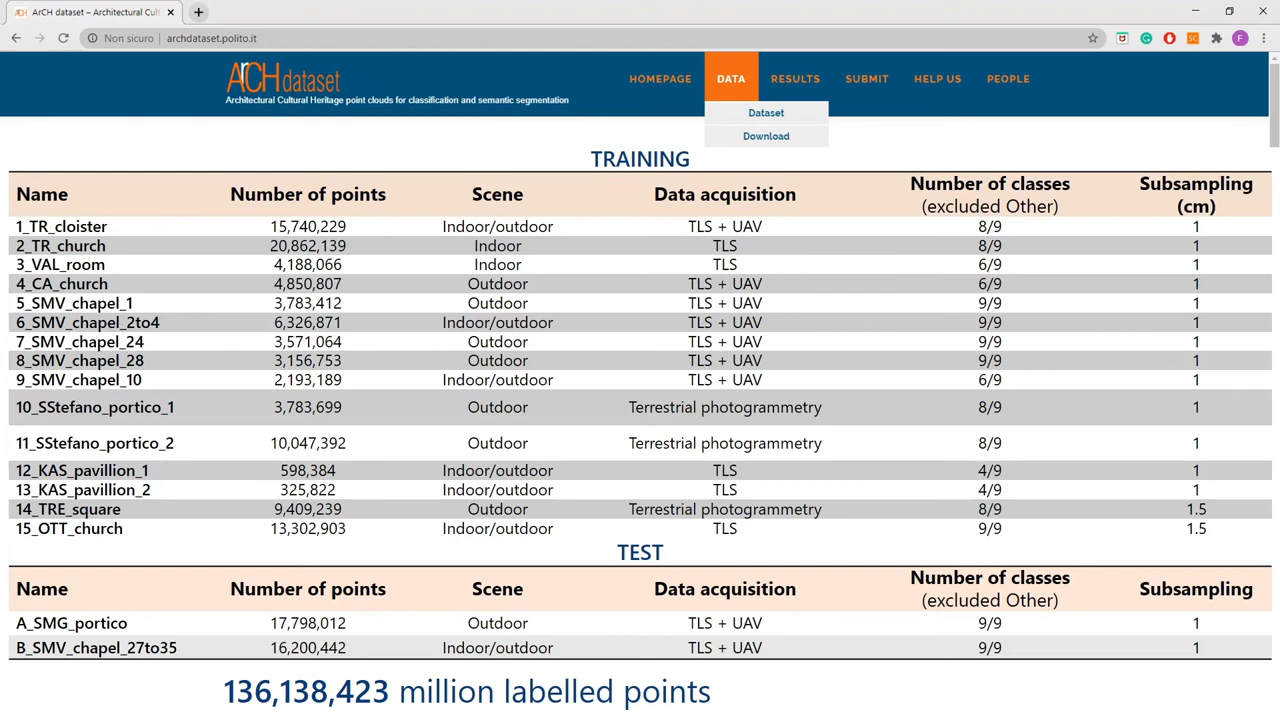 ArCH dataset – Architectural Cult
Non sicuro archdataset.polito.it
F
ArCH dataset
HOMEPAGE DATA RESULTS SUBMIT HELP US PEOPLE
Architectural Cultural Heritage point clouds for classification and semantic segmentation
Dataset
Download
TRAINING
Name Number of points Scene Data acquisition Number of classes (excluded Other) Subsampling (cm)
1_TR_cloister 15,740,229 Indoor/outdoor TLS + UAV 8/9 1
2_TR_church 20,862,139 Indoor TLS 8/9 1
3_VAL_room 4,188,066 Indoor TLS 6/9 1
4_CA_church 4,850,807 Outdoor TLS + UAV 6/9 1
5_SMV_chapel_1 3,783,412 Outdoor TLS + UAV 9/9 1
6_SMV_chapel_2to4 6,326,871 Indoor/outdoor TLS + UAV 9/9 1
7_SMV_chapel_24 3,571,064 Outdoor TLS + UAV 9/9 1
8_SMV_chapel_28 3,156,753 Outdoor TLS + UAV 9/9 1
9_SMV_chapel_10 2,193,189 Indoor/outdoor TLS + UAV 6/9 1
10_SStefano_portico_1 3,783,699 Outdoor Terrestrial photogrammetry 8/9 1
11_SStefano_portico_2 10,047,392 Outdoor Terrestrial photogrammetry 8/9 1
12_KAS_pavillion_1 598,384 Indoor/outdoor TLS 4/9 1
13_KAS_pavillion_2 325,822 Indoor/outdoor TLS 4/9 1
14_TRE_square 9,409,239 Outdoor Terrestrial photogrammetry 8/9 1.5
15_OTT_church 13,302,903 Indoor/outdoor TLS 9/9 1.5
TEST
Name Number of points Scene Data acquisition Number of classes (excluded Other) Subsampling
A_SMG_portico 17,798,012 Outdoor TLS + UAV 9/9 1
B_SMV_chapel_27to35 16,200,442 Indoor/outdoor TLS + UAV 9/9 1
136,138,423 million labelled points